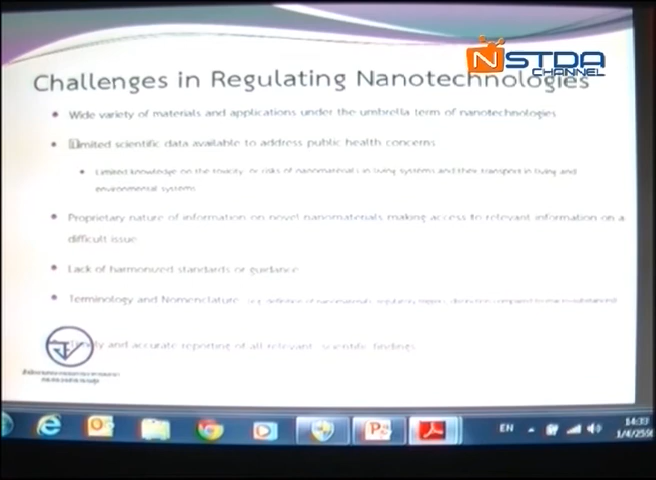 NSTDA
CHANNEL
Challenges in Regulating Nanotechnologies
Wide variety of materials and applications under the umbrella term of nanotechnologies
Limited scientific data available to address public health concerns
Limited knowledge on the toxicity or risks of nanomaterials in living systems and their transport in living and
environmental systems
Proprietary nature of information on novel nanomaterials making access to relevant information on a
difficult issue
Lack of harmonized standards or guidance
Terminology and Nomenclature
and accurate reporting of all relevant scientific findings
EN
14:33